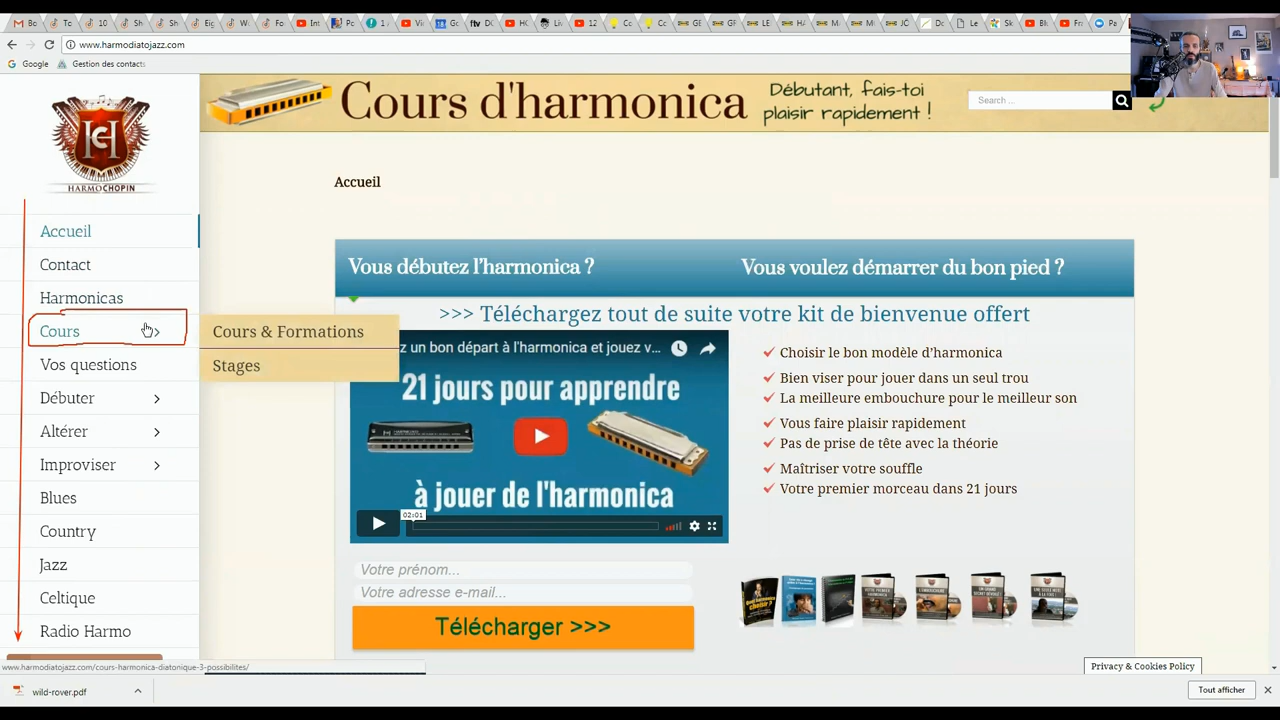 www.harmodiatojazz.com
Google
Gestion des contacts
HARMOCHOPIN
Cours d'harmonica
Débutant, fais-toi
plaisir rapidement !
Search ...
Accueil
Contact
Harmonicas
Cours
Vos questions
Débuter
Altérer
Improviser
Blues
Country
Jazz
Celtique
Radio Harmo
Cours & Formations
Stages
Accueil
Vous débutez l'harmonica ?
Vous voulez démarrer du bon pied ?
>>> Téléchargez tout de suite votre kit de bienvenue offert
z un bon départ à l'harmonica et jouez v...
21 jours pour apprendre
à jouer de l'harmonica
02:01
Choisir le bon modèle d'harmonica
Bien viser pour jouer dans un seul trou
La meilleure embouchure pour le meilleur son
Vous faire plaisir rapidement
Pas de prise de tête avec la théorie
Maîtriser votre souffle
Votre premier morceau dans 21 jours
Votre prénom...
Votre adresse e-mail...
Télécharger >>>
Privacy & Cookies Policy
www.harmodiatojazz.com/cours-harmonica-diatonique-3-possibilites/
wild-rover.pdf
Tout afficher